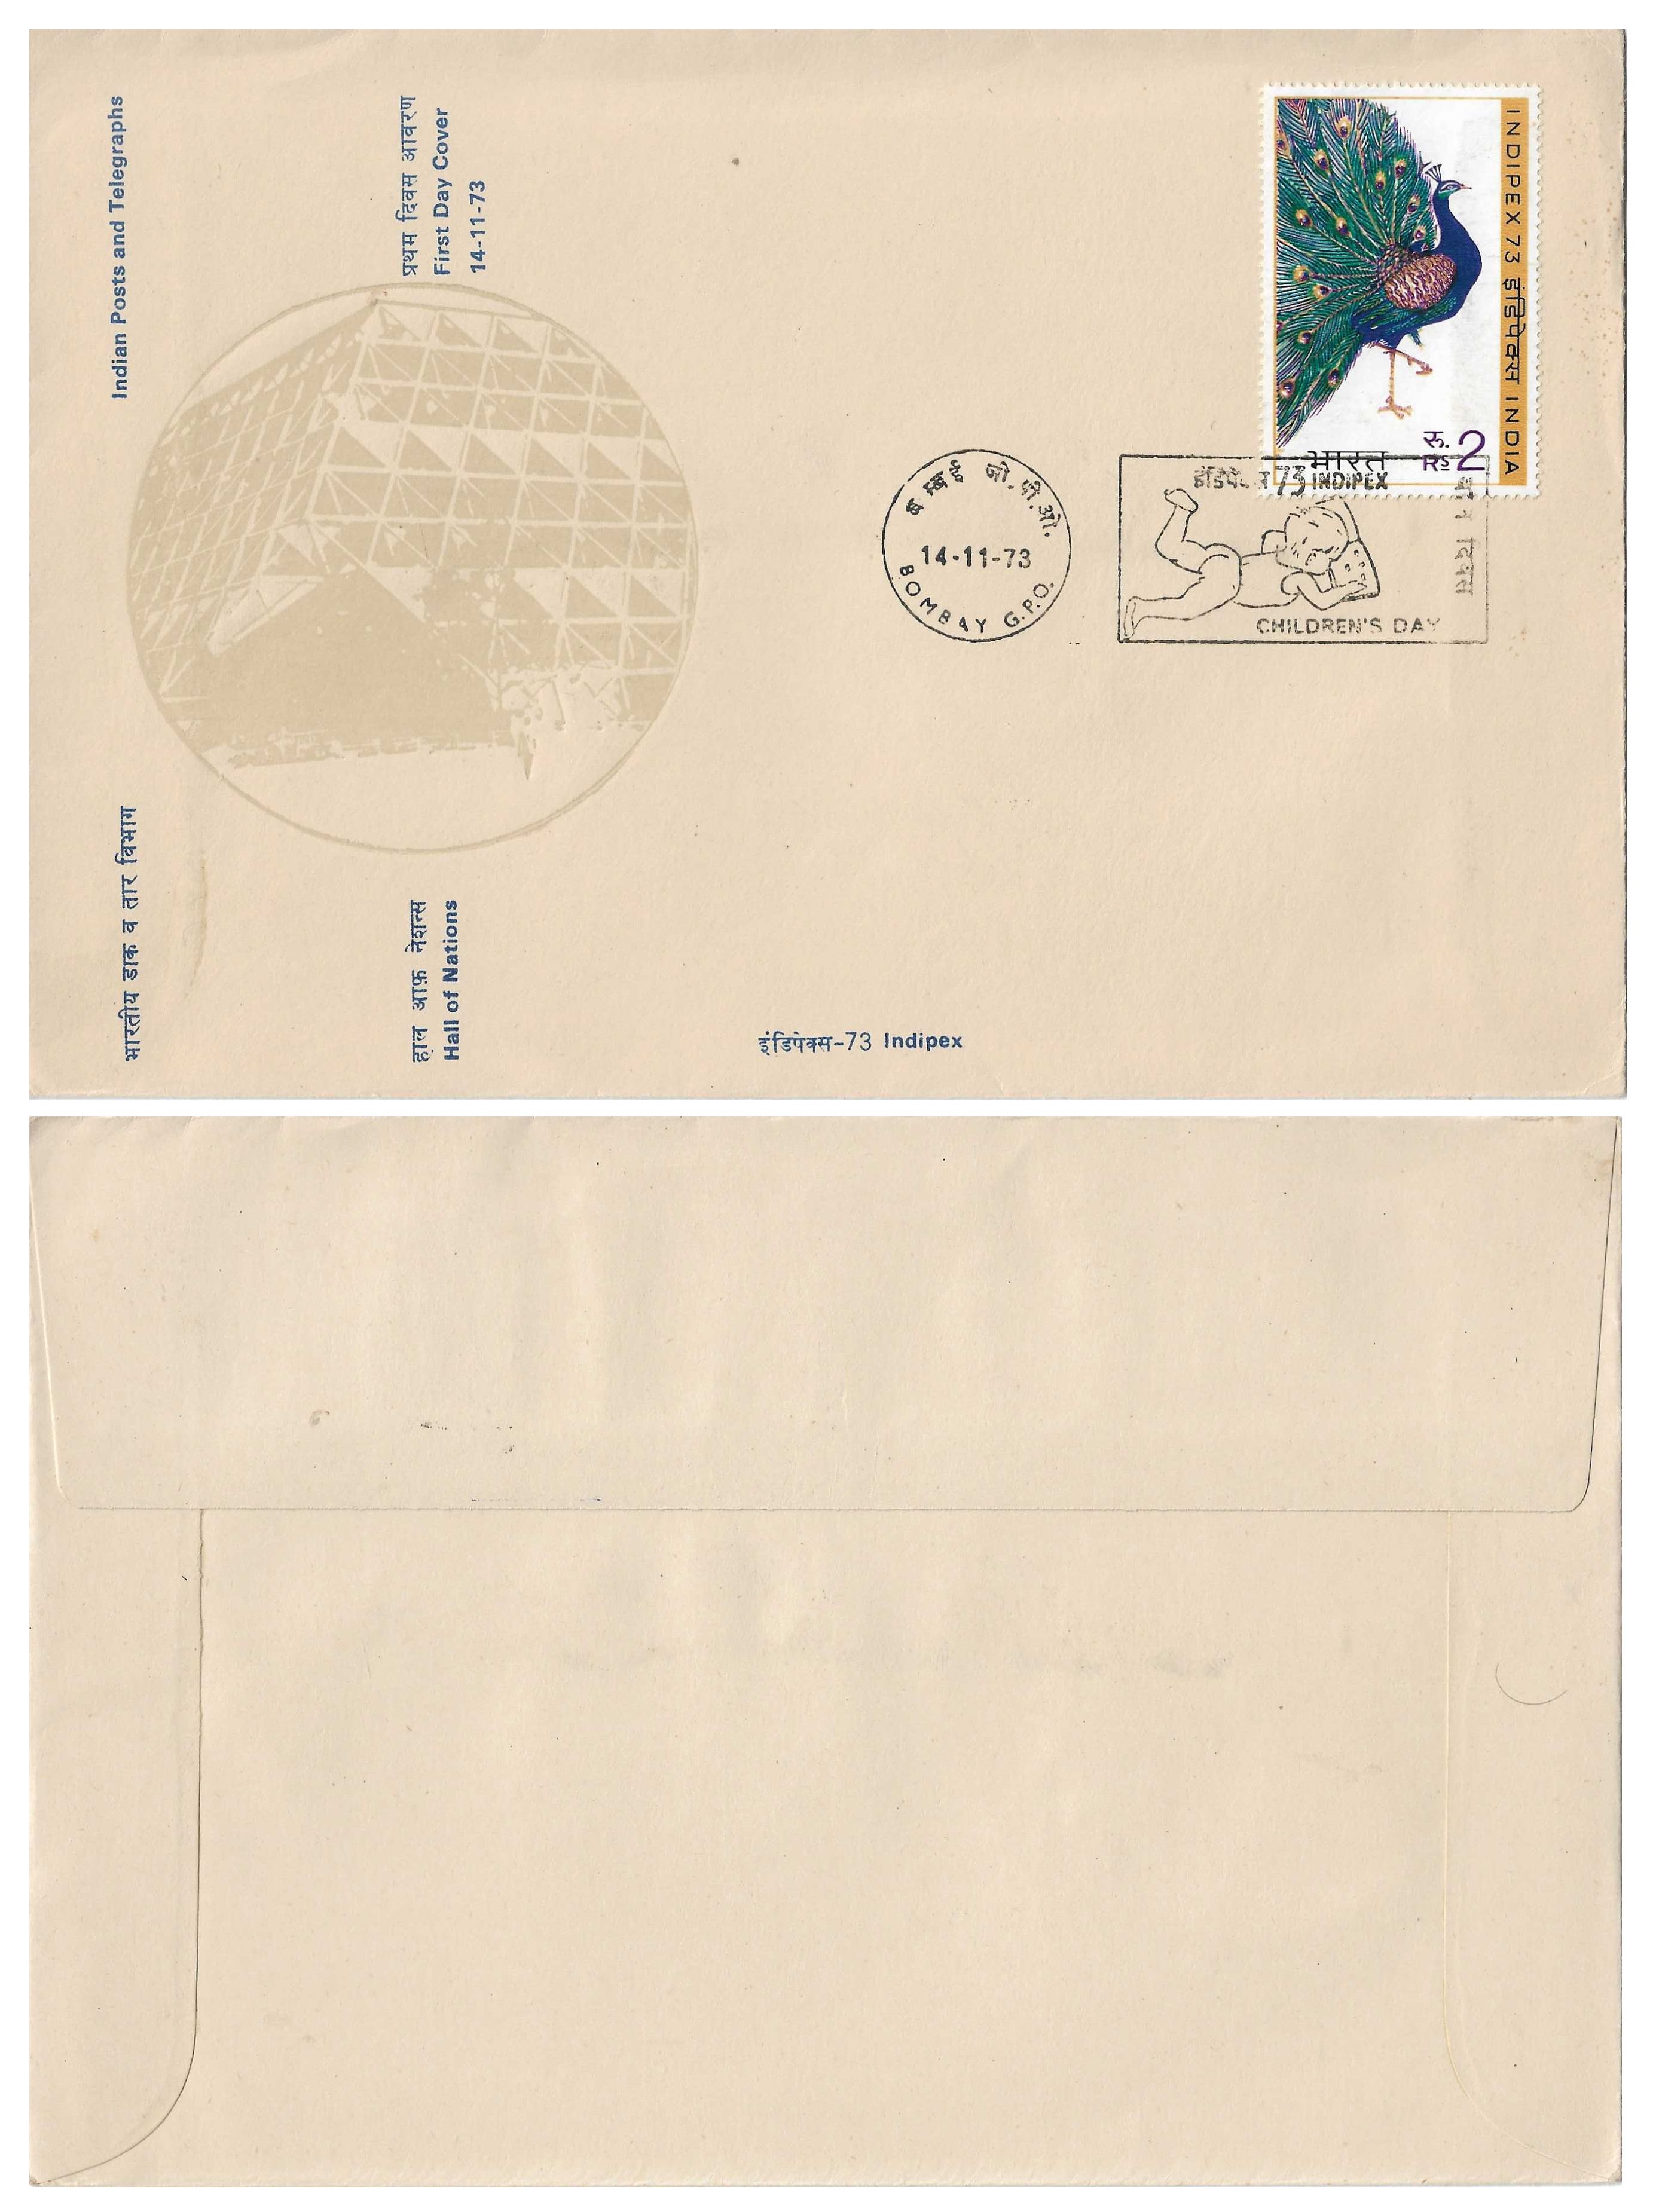 Indian Posts and Telegraphs
प्रथम दिवस आवरण
First Day Cover
14-11-73
भारतीय डाक व तार विभाग
हाल आफ़ नेशन्स
Hall of Nations
इंडिपेक्स-73 Indipex
INDIPEX 73 इंडिपेक्स INDIA
रु. 2
Rs
भारत
बम्बई जी.पी.ओ.
14-11-73
BOMBAY G.P.O.
73 INDIPEX
दिवस
CHILDREN'S DAY